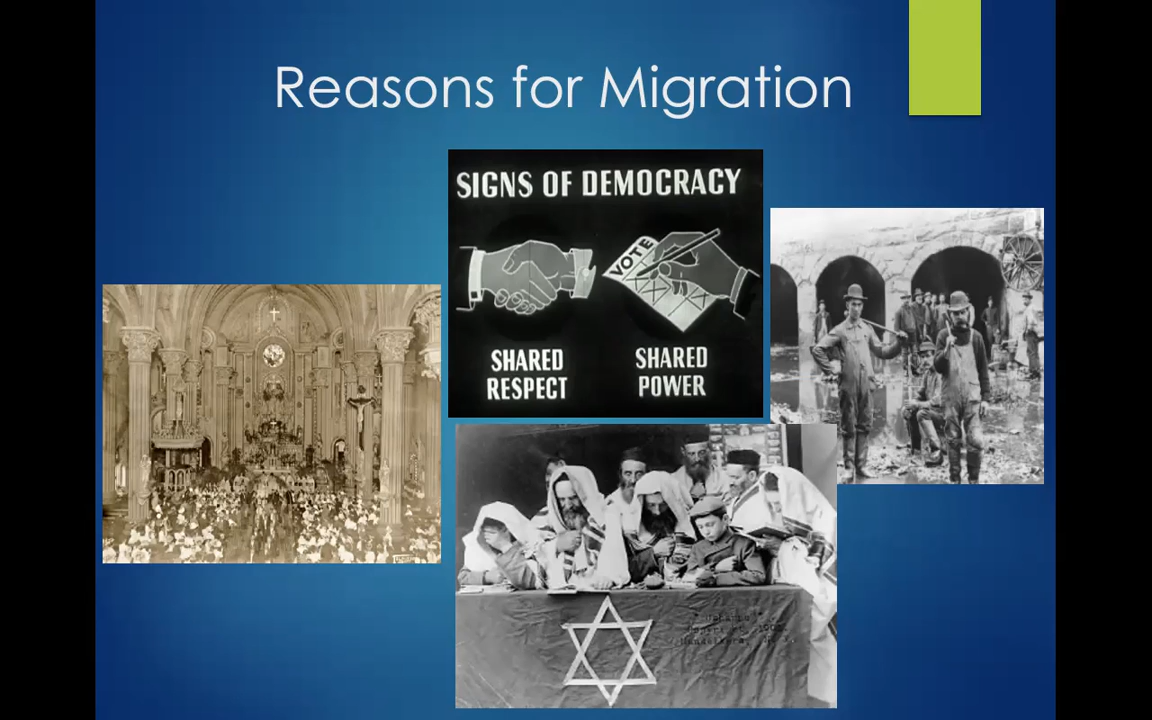 Reasons for Migration
SIGNS OF DEMOCRACY
VOTE
SHARED
RESPECT
SHARED
POWER